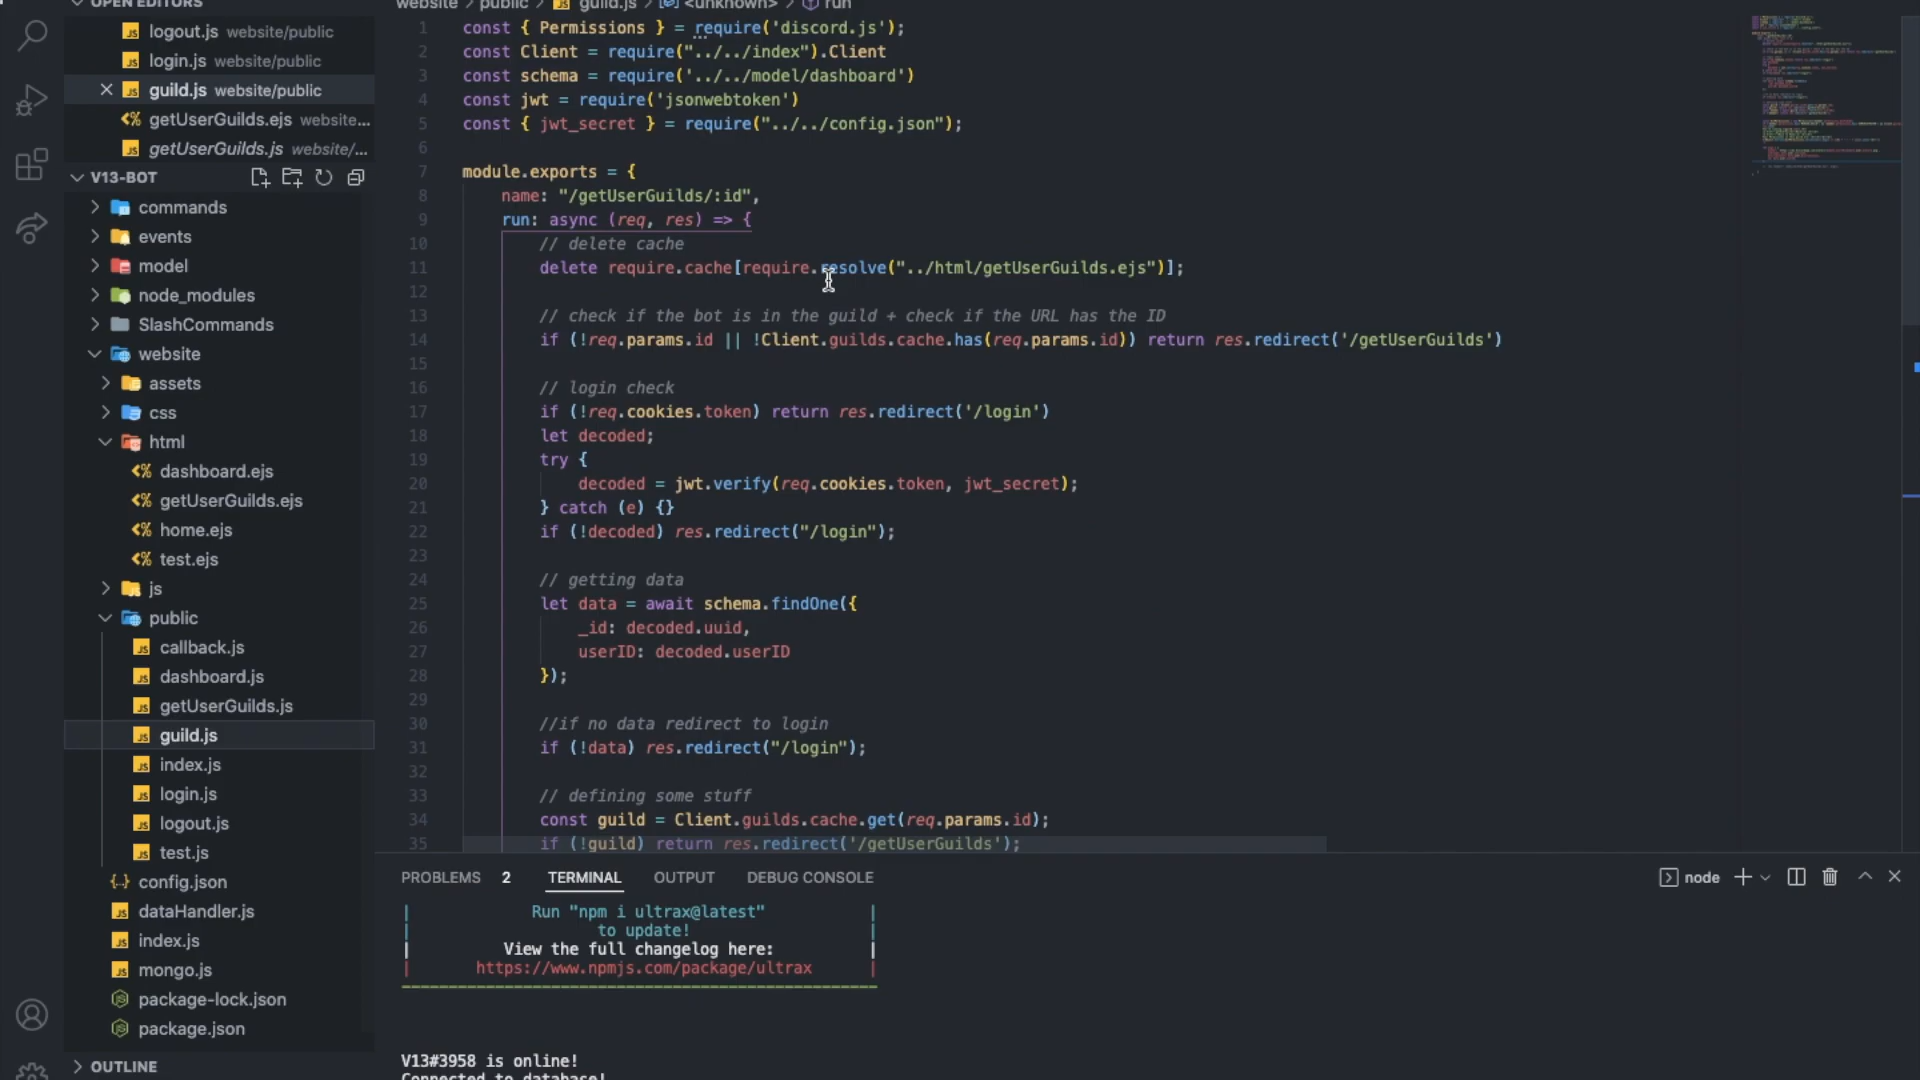 OPEN EDITORS
logout.js website/public
login.js website/public
guild.js website/public
getUserGuilds.ejs website...
getUserGuilds.js website/...
V13-BOT
commands
events
model
node_modules
SlashCommands
website
assets
css
html
dashboard.ejs
getUserGuilds.ejs
home.ejs
test.ejs
js
public
callback.js
dashboard.js
getUserGuilds.js
guild.js
index.js
login.js
logout.js
test.js
config.json
dataHandler.js
index.js
mongo.js
package-lock.json
package.json
OUTLINE
website > public > guild.js > <unknown> > run
1 const { Permissions } = require('discord.js');
2 const Client = require("../../index").Client
3 const schema = require('../../model/dashboard')
4 const jwt = require('jsonwebtoken')
5 const { jwt_secret } = require("../../config.json");
6
7 module.exports = {
8 name: "/getUserGuilds/:id",
9 run: async (req, res) => {
10 // delete cache
11 delete require.cache[require.resolve("../html/getUserGuilds.ejs")];
12
13 // check if the bot is in the guild + check if the URL has the ID
14 if (!req.params.id || !Client.guilds.cache.has(req.params.id)) return res.redirect('/getUserGuilds')
15
16 // login check
17 if (!req.cookies.token) return res.redirect('/login')
18 let decoded;
19 try {
20 decoded = jwt.verify(req.cookies.token, jwt_secret);
21 } catch (e) {}
22 if (!decoded) res.redirect("/login");
23
24 // getting data
25 let data = await schema.findOne({
26 _id: decoded.uuid,
27 userID: decoded.userID
28 });
29
30 //if no data redirect to login
31 if (!data) res.redirect("/login");
32
33 // defining some stuff
34 const guild = Client.guilds.cache.get(req.params.id);
35 if (!guild) return res.redirect('/getUserGuilds');
PROBLEMS 2 TERMINAL OUTPUT DEBUG CONSOLE node
| Run "npm i ultrax@latest" |
| to update! |
| View the full changelog here: |
| https://www.npmjs.com/package/ultrax |
V13#3958 is online!
Connected to database!